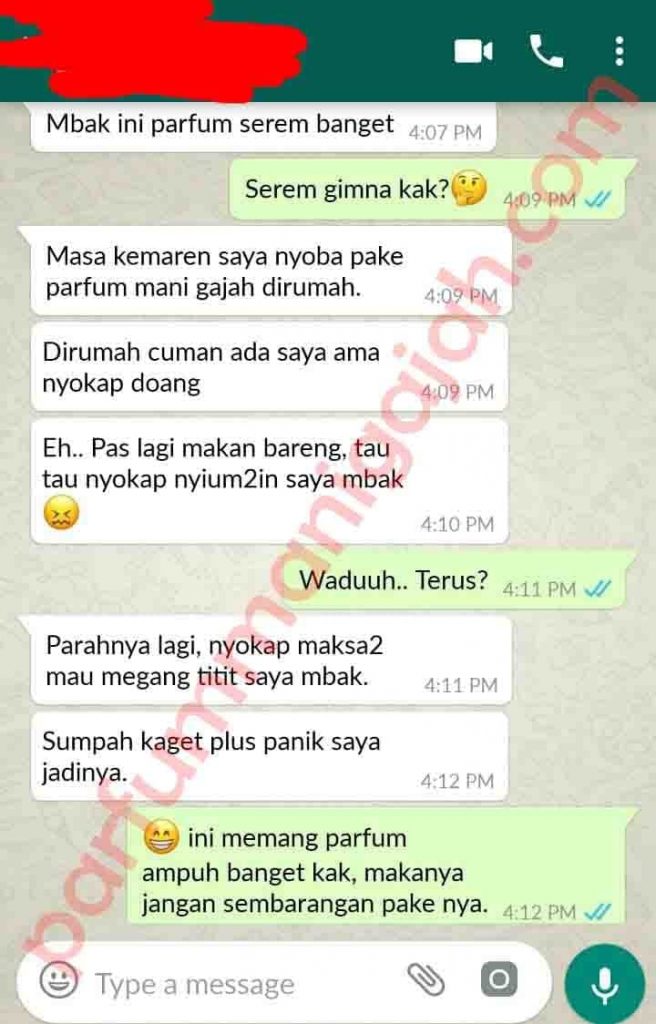 Mbak ini parfum serem banget 4:07 PM
Serem gimna kak?🤔 4:09 PM
Masa kemaren saya nyoba pake
parfum mani gajah dirumah. 4:09 PM
Dirumah cuman ada saya ama
nyokap doang 4:09 PM
Eh.. Pas lagi makan bareng, tau
tau nyokap nyium2in saya mbak
😖 4:10 PM
Waduuh.. Terus? 4:11 PM
Parahnya lagi, nyokap maksa2
mau megang titit saya mbak. 4:11 PM
Sumpah kaget plus panik saya
jadinya. 4:12 PM
😁 ini memang parfum
ampuh banget kak, makanya
jangan sembarangan pake nya. 4:12 PM
Type a message
parfummanigajah.com